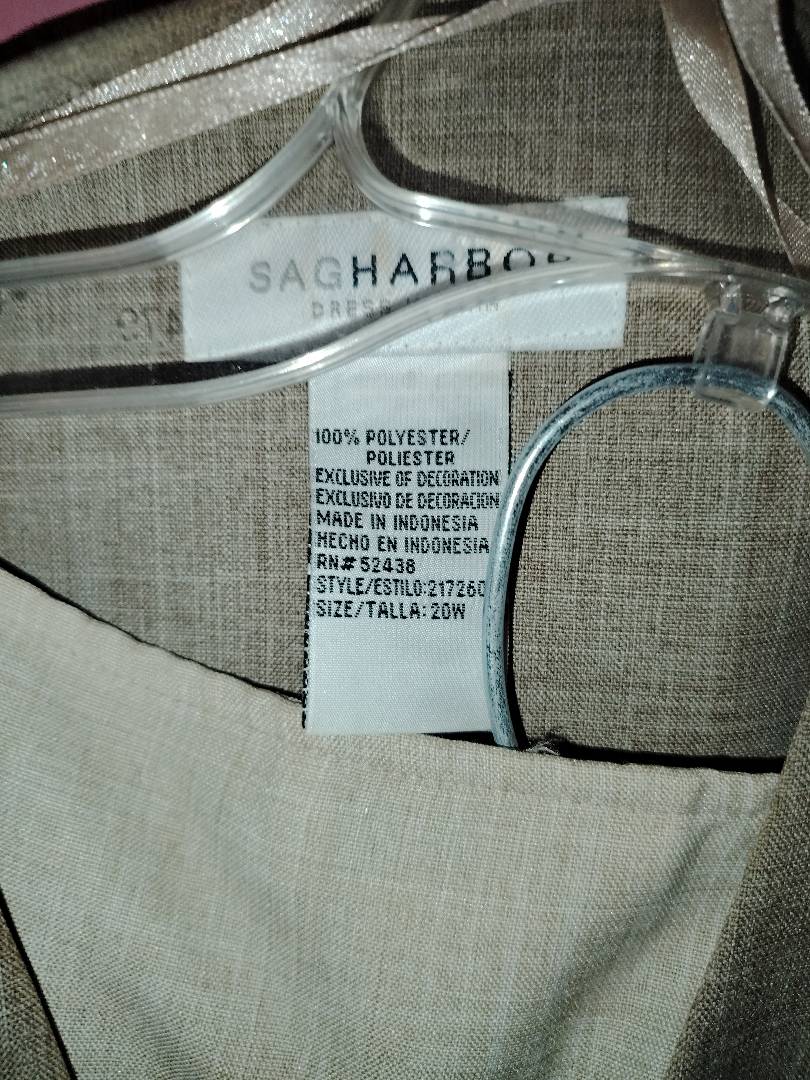 SAGHARBOR
DRESS
100% POLYESTER/
POLIESTER
EXCLUSIVE OF DECORATION
EXCLUSIVO DE DECORACION
MADE IN INDONESIA
HECHO EN INDONESIA
RN#52438
STYLE/ESTILO:217260
SIZE/TALLA: 20W